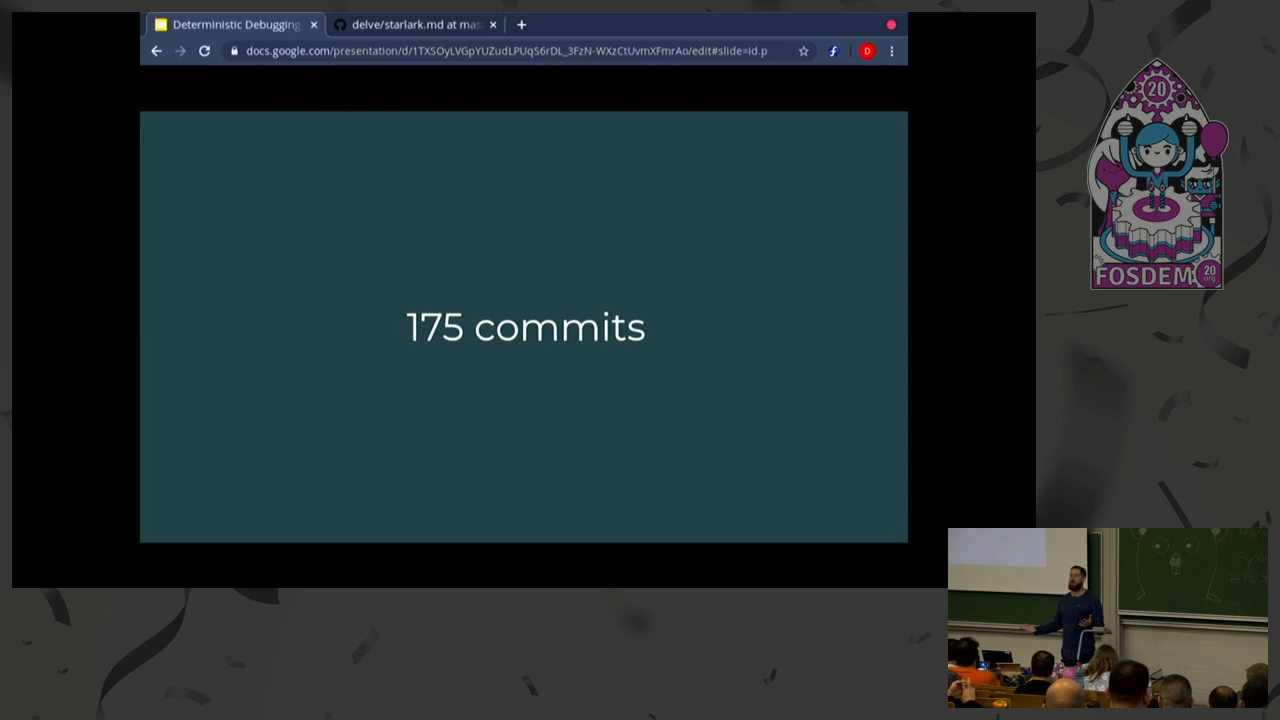 Deterministic Debugging
delve/starlark.md at mas
docs.google.com/presentation/d/1TXSOyLVGpYUZudLPUqS6rDL_3FzN-WXzCtUvmXFmrAo/edit#slide=id.p
D
175 commits
20
FOSDEM
20
.org